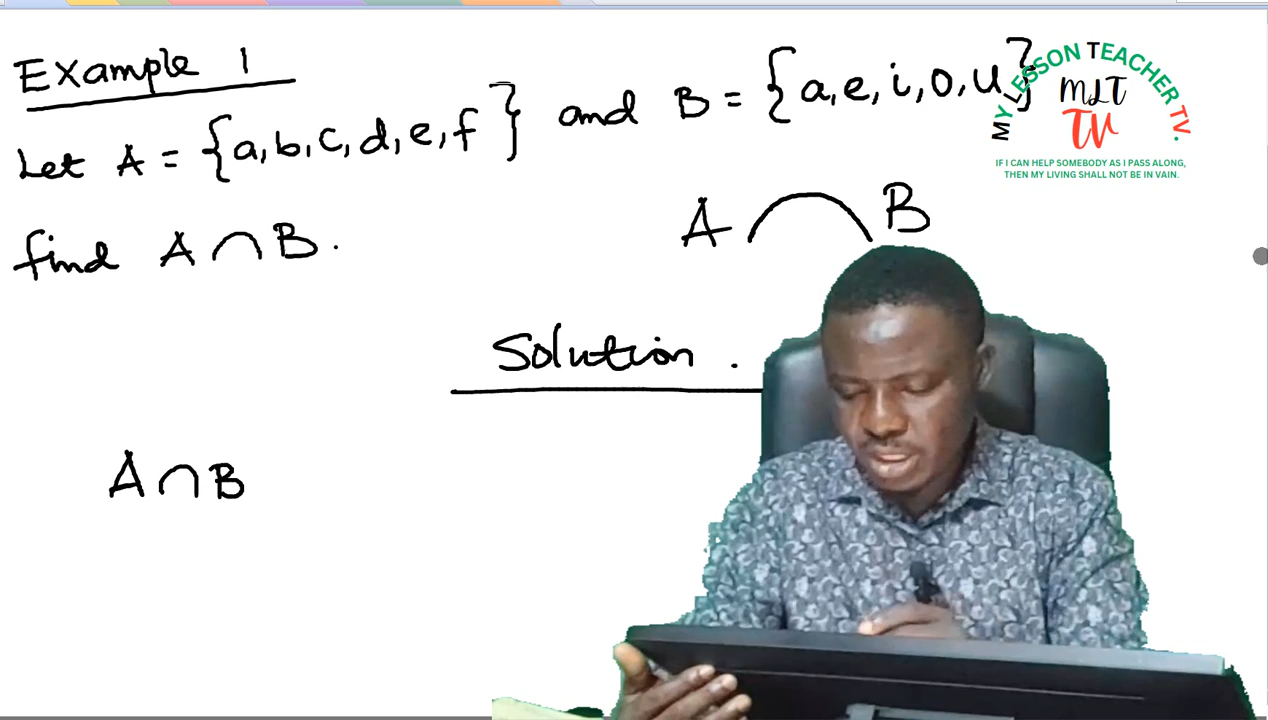 Example 1
Let A = {a, b, c, d, e, f} and B = {a, e, i, o, u}
find A ∩ B.
A ∩ B
Solution.
A ∩ B
MY LESSON TEACHER TV.
MLT
TV
IF I CAN HELP SOMEBODY AS I PASS ALONG,
THEN MY LIVING SHALL NOT BE IN VAIN.